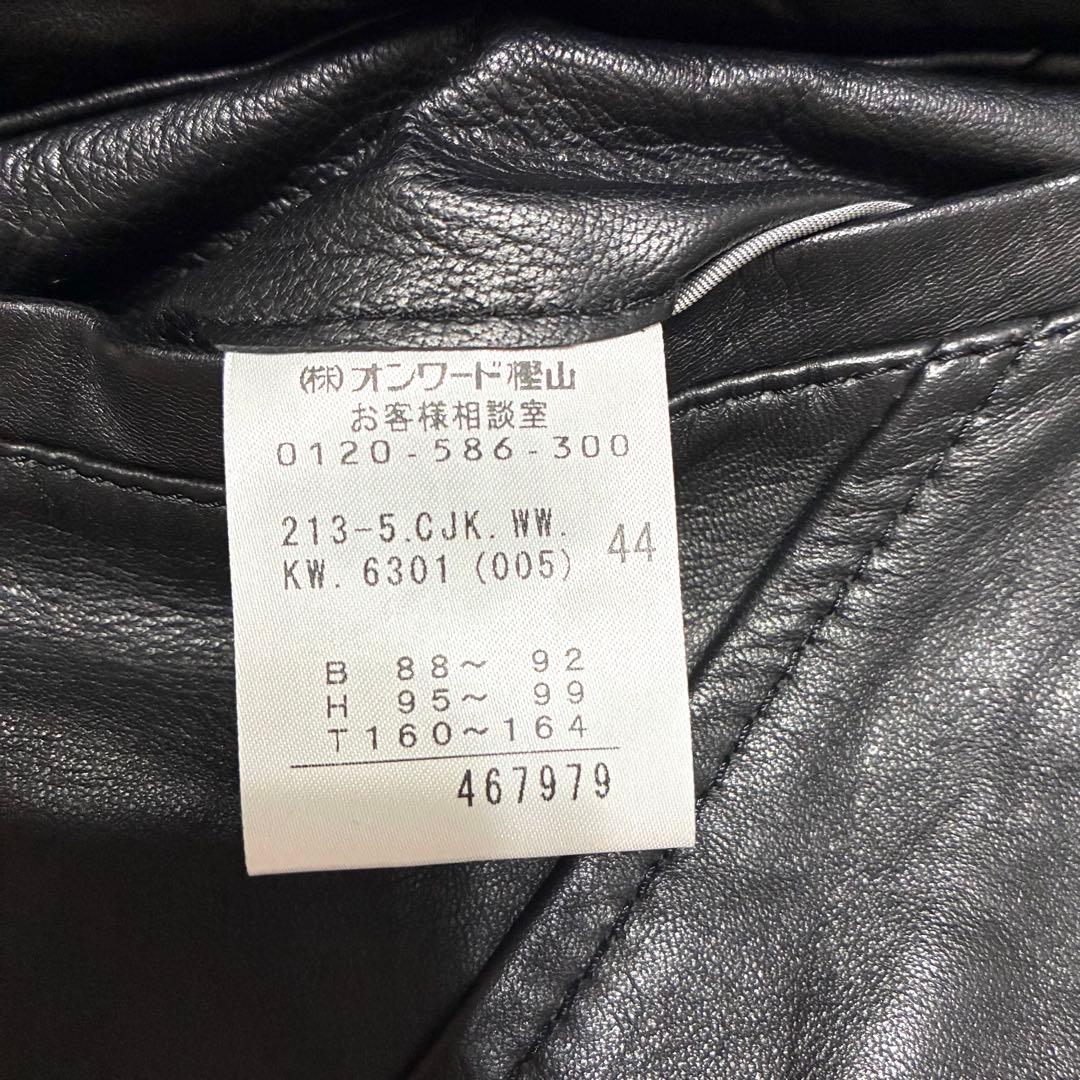 (株)オンワード樫山
お客様相談室
0120-586-300
213-5.CJK.WW.
KW. 6301 (005) 44
B 88~ 92
H 95~ 99
T160~164
467979